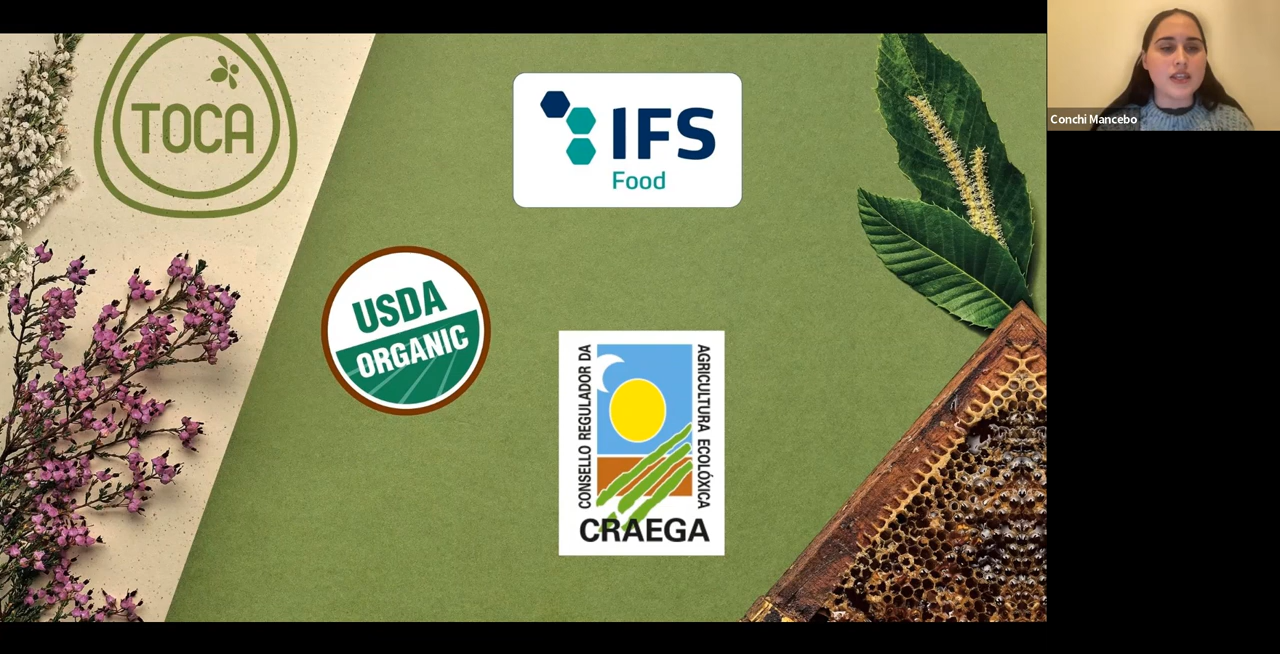 TOCA
IFS
Food
Conchi Mancebo
USDA
ORGANIC
CONSELLO REGULADOR DA
AGRICULTURA ECOLÓXICA
CRAEGA